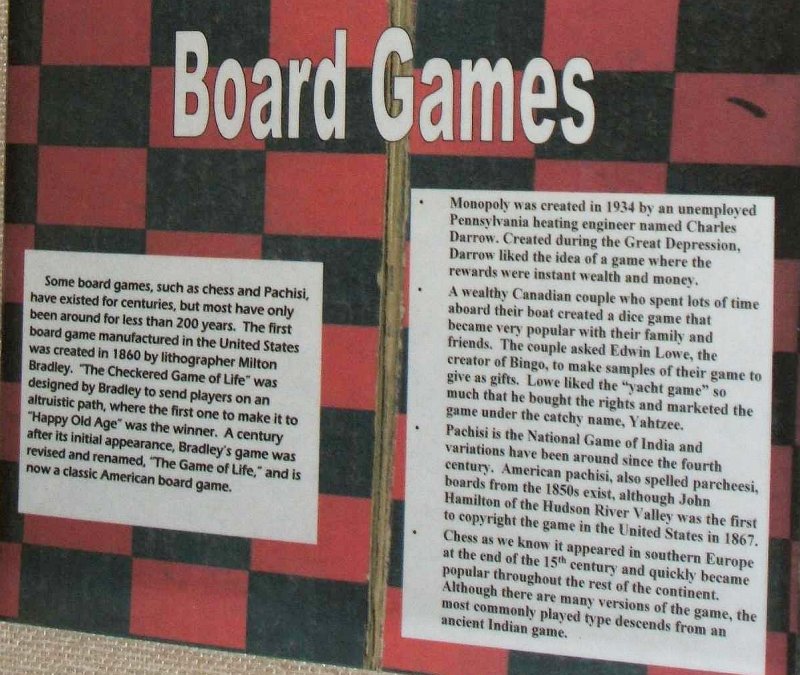 Board Games
Some board games, such as chess and Pachisi,
have existed for centuries, but most have only
been around for less than 200 years. The first
board game manufactured in the United States
was created in 1860 by lithographer Milton
Bradley. "The Checkered Game of Life" was
designed by Bradley to send players on an
altruistic path, where the first one to make it to
"Happy Old Age" was the winner. A century
after its initial appearance, Bradley's game was
revised and renamed, "The Game of Life," and is
now a classic American board game.
• Monopoly was created in 1934 by an unemployed
Pennsylvania heating engineer named Charles
Darrow. Created during the Great Depression,
Darrow liked the idea of a game where the
rewards were instant wealth and money.
• A wealthy Canadian couple who spent lots of time
aboard their boat created a dice game that
became very popular with their family and
friends. The couple asked Edwin Lowe, the
creator of Bingo, to make samples of their game to
give as gifts. Lowe liked the "yacht game" so
much that he bought the rights and marketed the
game under the catchy name, Yahtzee.
• Pachisi is the National Game of India and
variations have been around since the fourth
century. American pachisi, also spelled parcheesi,
boards from the 1850s exist, although John
Hamilton of the Hudson River Valley was the first
to copyright the game in the United States in 1867.
• Chess as we know it appeared in southern Europe
at the end of the 15th century and quickly became
popular throughout the rest of the continent.
Although there are many versions of the game, the
most commonly played type descends from an
ancient Indian game.